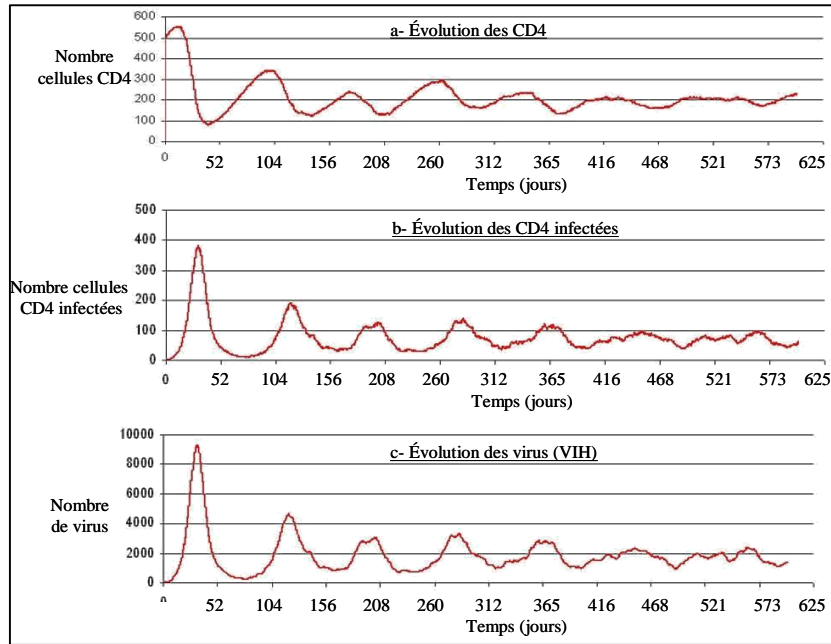 a- Évolution des CD4
Nombre
cellules CD4
600
500
400
300
200
100
0
0 52 104 156 208 260 312 365 416 468 521 573 625
Temps (jours)
b- Évolution des CD4 infectées
Nombre cellules
CD4 infectées
500
400
300
200
100
0
0 52 104 156 208 260 312 365 416 468 521 573 625
Temps (jours)
c- Évolution des virus (VIH)
Nombre
de virus
10000
8000
6000
4000
2000
0
0 52 104 156 208 260 312 365 416 468 521 573 625
Temps (jours)